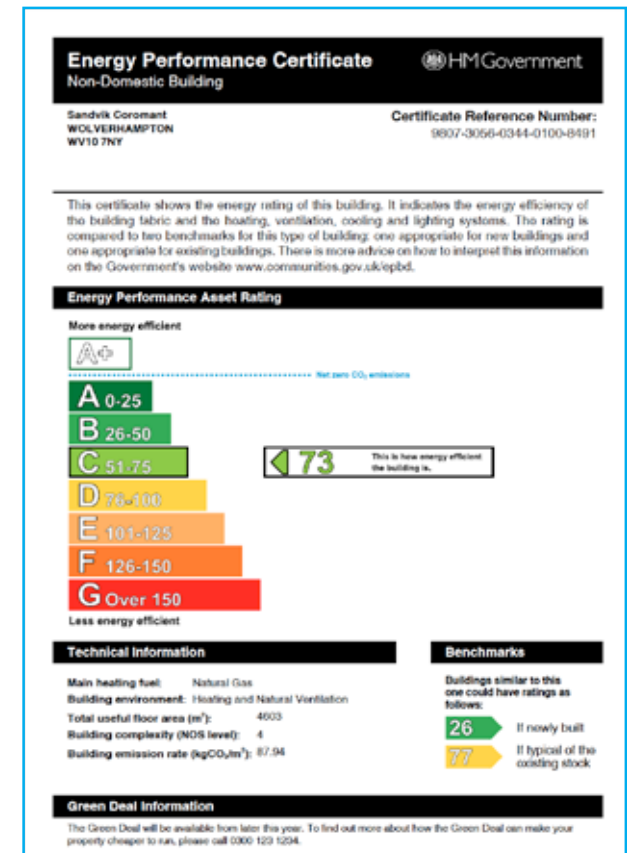 Energy Performance Certificate
HM Government
Non-Domestic Building
Sandvik Coromant
WOLVERHAMPTON
WV10 7NY
Certificate Reference Number:
9807-3056-0344-0100-8491
This certificate shows the energy rating of this building. It indicates the energy efficiency of
the building fabric and the heating, ventilation, cooling and lighting systems. The rating is
compared to two benchmarks for this type of building: one appropriate for new buildings and
one appropriate for existing buildings. There is more advice on how to interpret this information
on the Government's website www.communities.gov.uk/epbd.
Energy Performance Asset Rating
More energy efficient
A+
Net zero CO₂ emissions
A 0-25
B 26-50
C 51-75
73 This is how energy efficient
the building is.
D 76-100
E 101-125
F 126-150
G Over 150
Less energy efficient
Technical Information
Main heating fuel: Natural Gas
Building environment: Heating and Natural Ventilation
Total useful floor area (m²): 4603
Building complexity (NOS level): 4
Building emission rate (kgCO₂/m²): 87.94
Benchmarks
Buildings similar to this
one could have ratings as
follows:
26 If newly built
77 If typical of the
existing stock
Green Deal Information
The Green Deal will be available from later this year. To find out more about how the Green Deal can make your
property cheaper to run, please call 0300 123 1234.